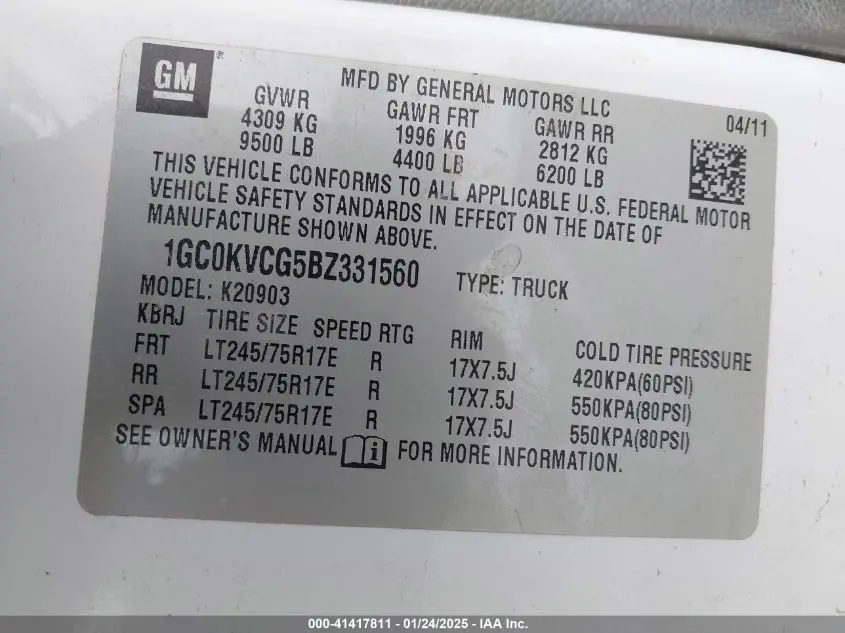 GM
MFD BY GENERAL MOTORS LLC
04/11
GVWR GAWR FRT GAWR RR
4309 KG 1996 KG 2812 KG
9500 LB 4400 LB 6200 LB
THIS VEHICLE CONFORMS TO ALL APPLICABLE U.S. FEDERAL MOTOR
VEHICLE SAFETY STANDARDS IN EFFECT ON THE DATE OF
MANUFACTURE SHOWN ABOVE.
1GC0KVCG5BZ331560 TYPE: TRUCK
MODEL: K20903
KBRJ TIRE SIZE SPEED RTG RIM COLD TIRE PRESSURE
FRT LT245/75R17E R 17X7.5J 420KPA(60PSI)
RR LT245/75R17E R 17X7.5J 550KPA(80PSI)
SPA LT245/75R17E R 17X7.5J 550KPA(80PSI)
SEE OWNER'S MANUAL i FOR MORE INFORMATION.
000-41417811 - 01/24/2025 - IAA Inc.